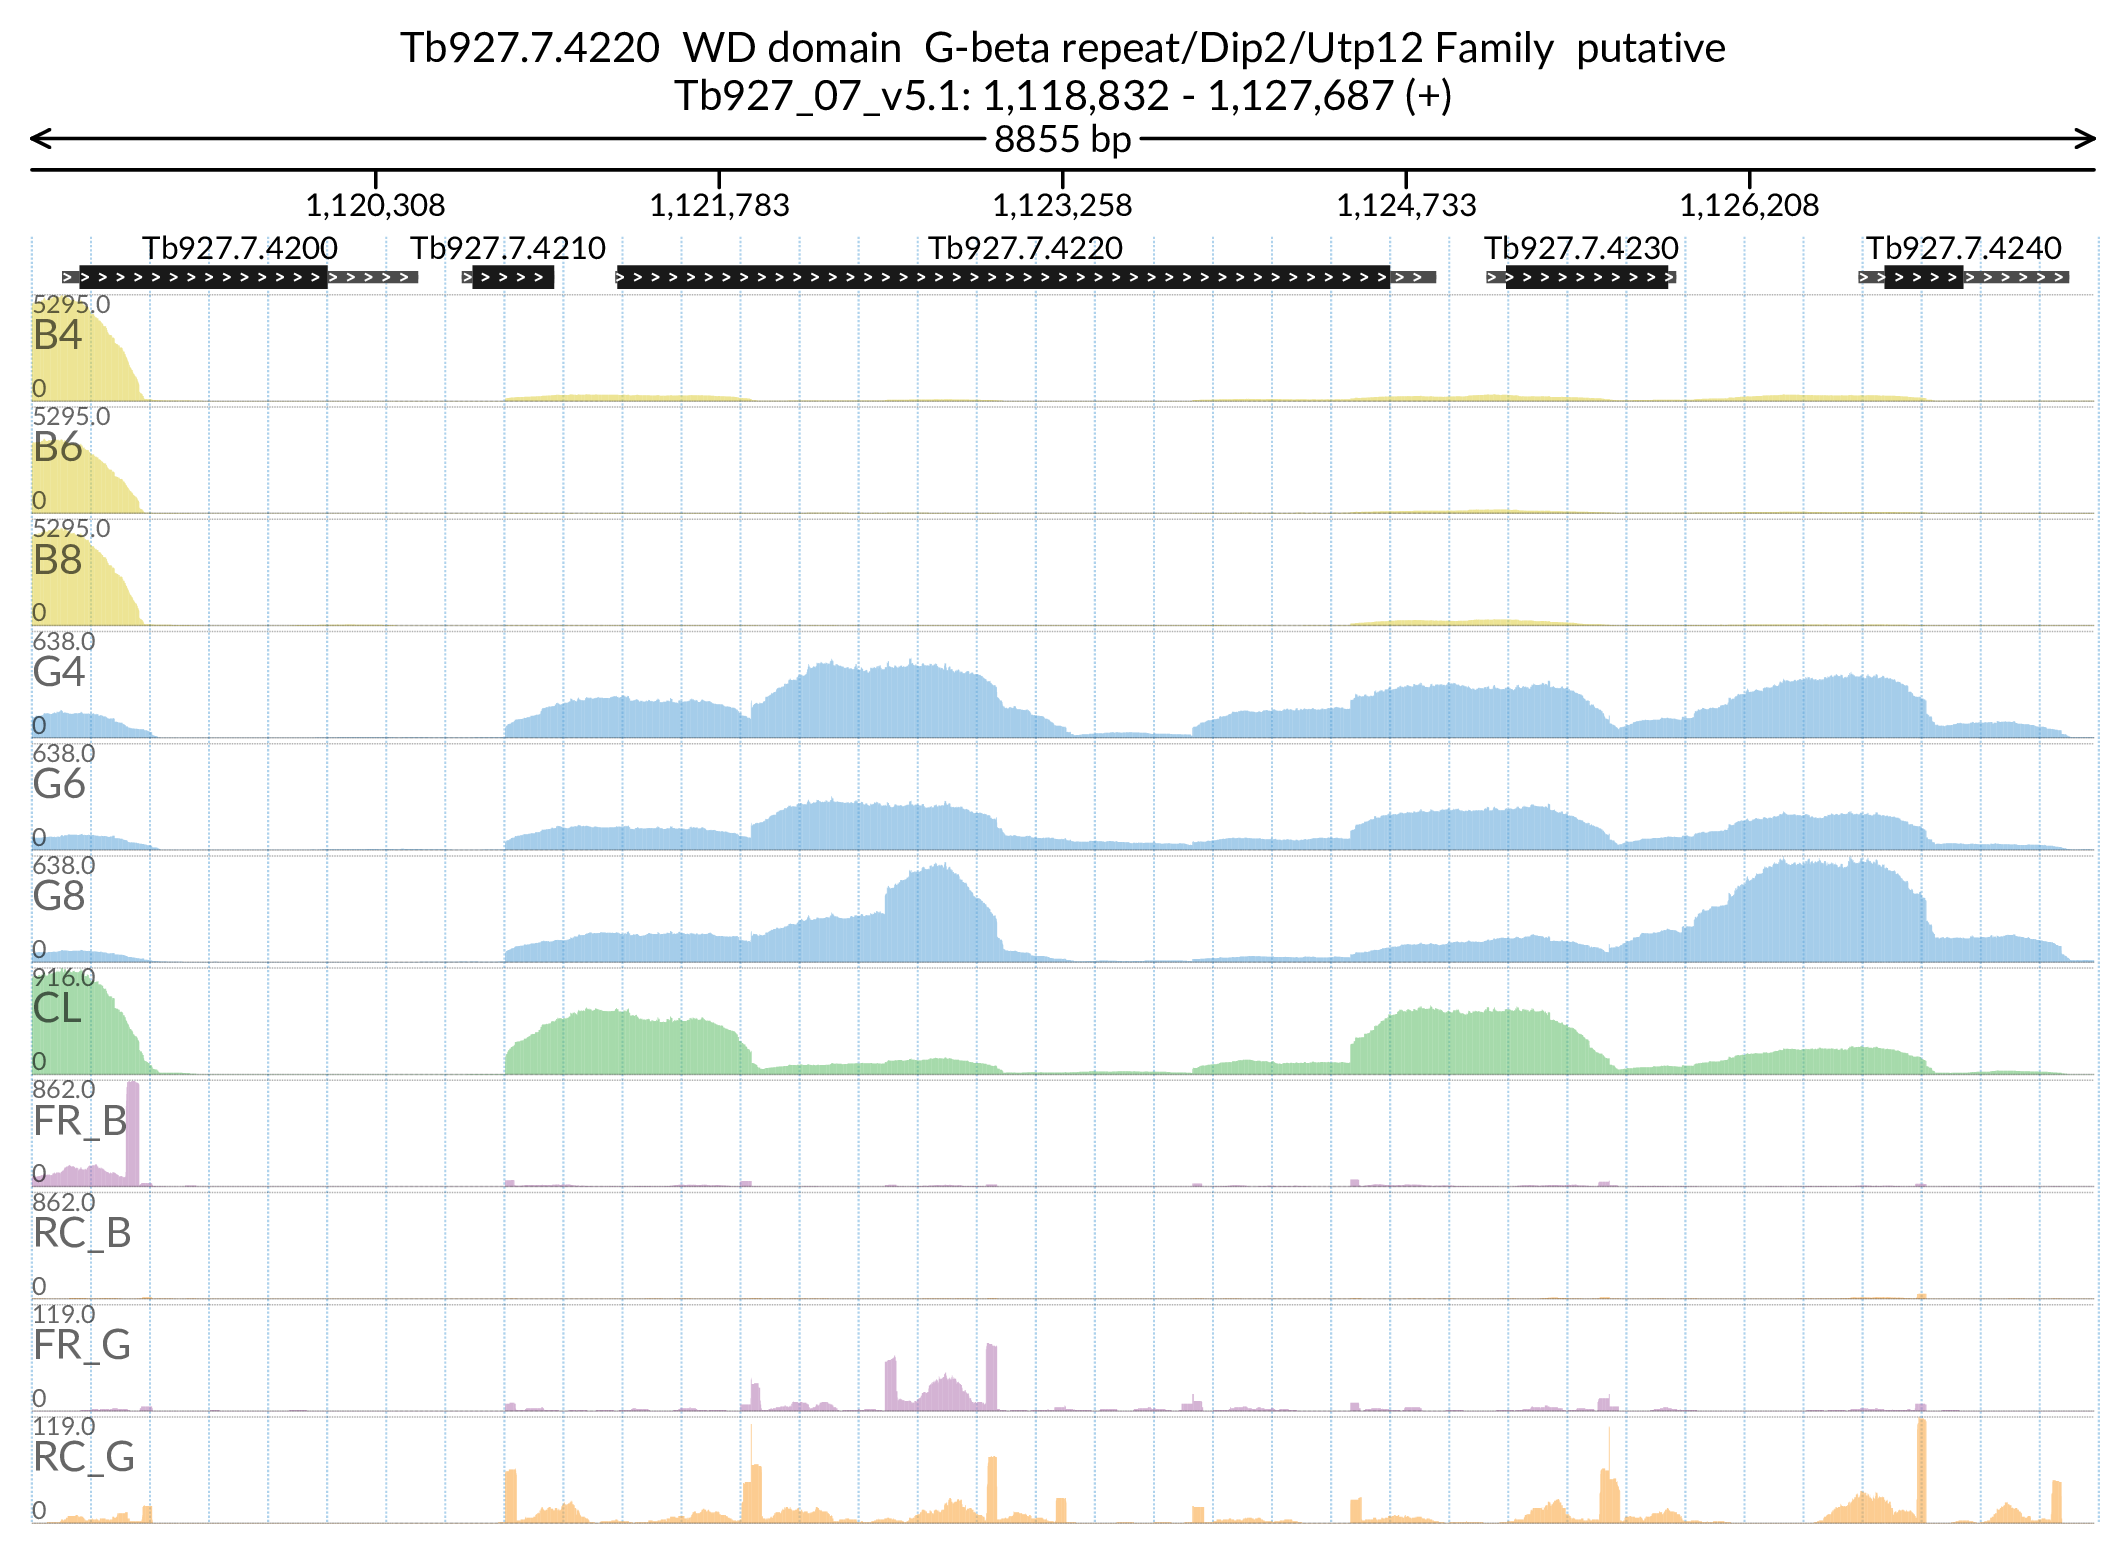 Tb927.7.4220  WD domain  G-beta repeat/Dip2/Utp12 Family  putative
Tb927_07_v5.1: 1,118,832 - 1,127,687 (+)
8855 bp
1,120,308 1,121,783 1,123,258 1,124,733 1,126,208
Tb927.7.4200 Tb927.7.4210 Tb927.7.4220 Tb927.7.4230 Tb927.7.4240
5295.0
B4
0
5295.0
B6
0
5295.0
B8
0
638.0
G4
0
638.0
G6
0
638.0
G8
0
916.0
CL
0
862.0
FR_B
0
862.0
RC_B
0
119.0
FR_G
0
119.0
RC_G
0